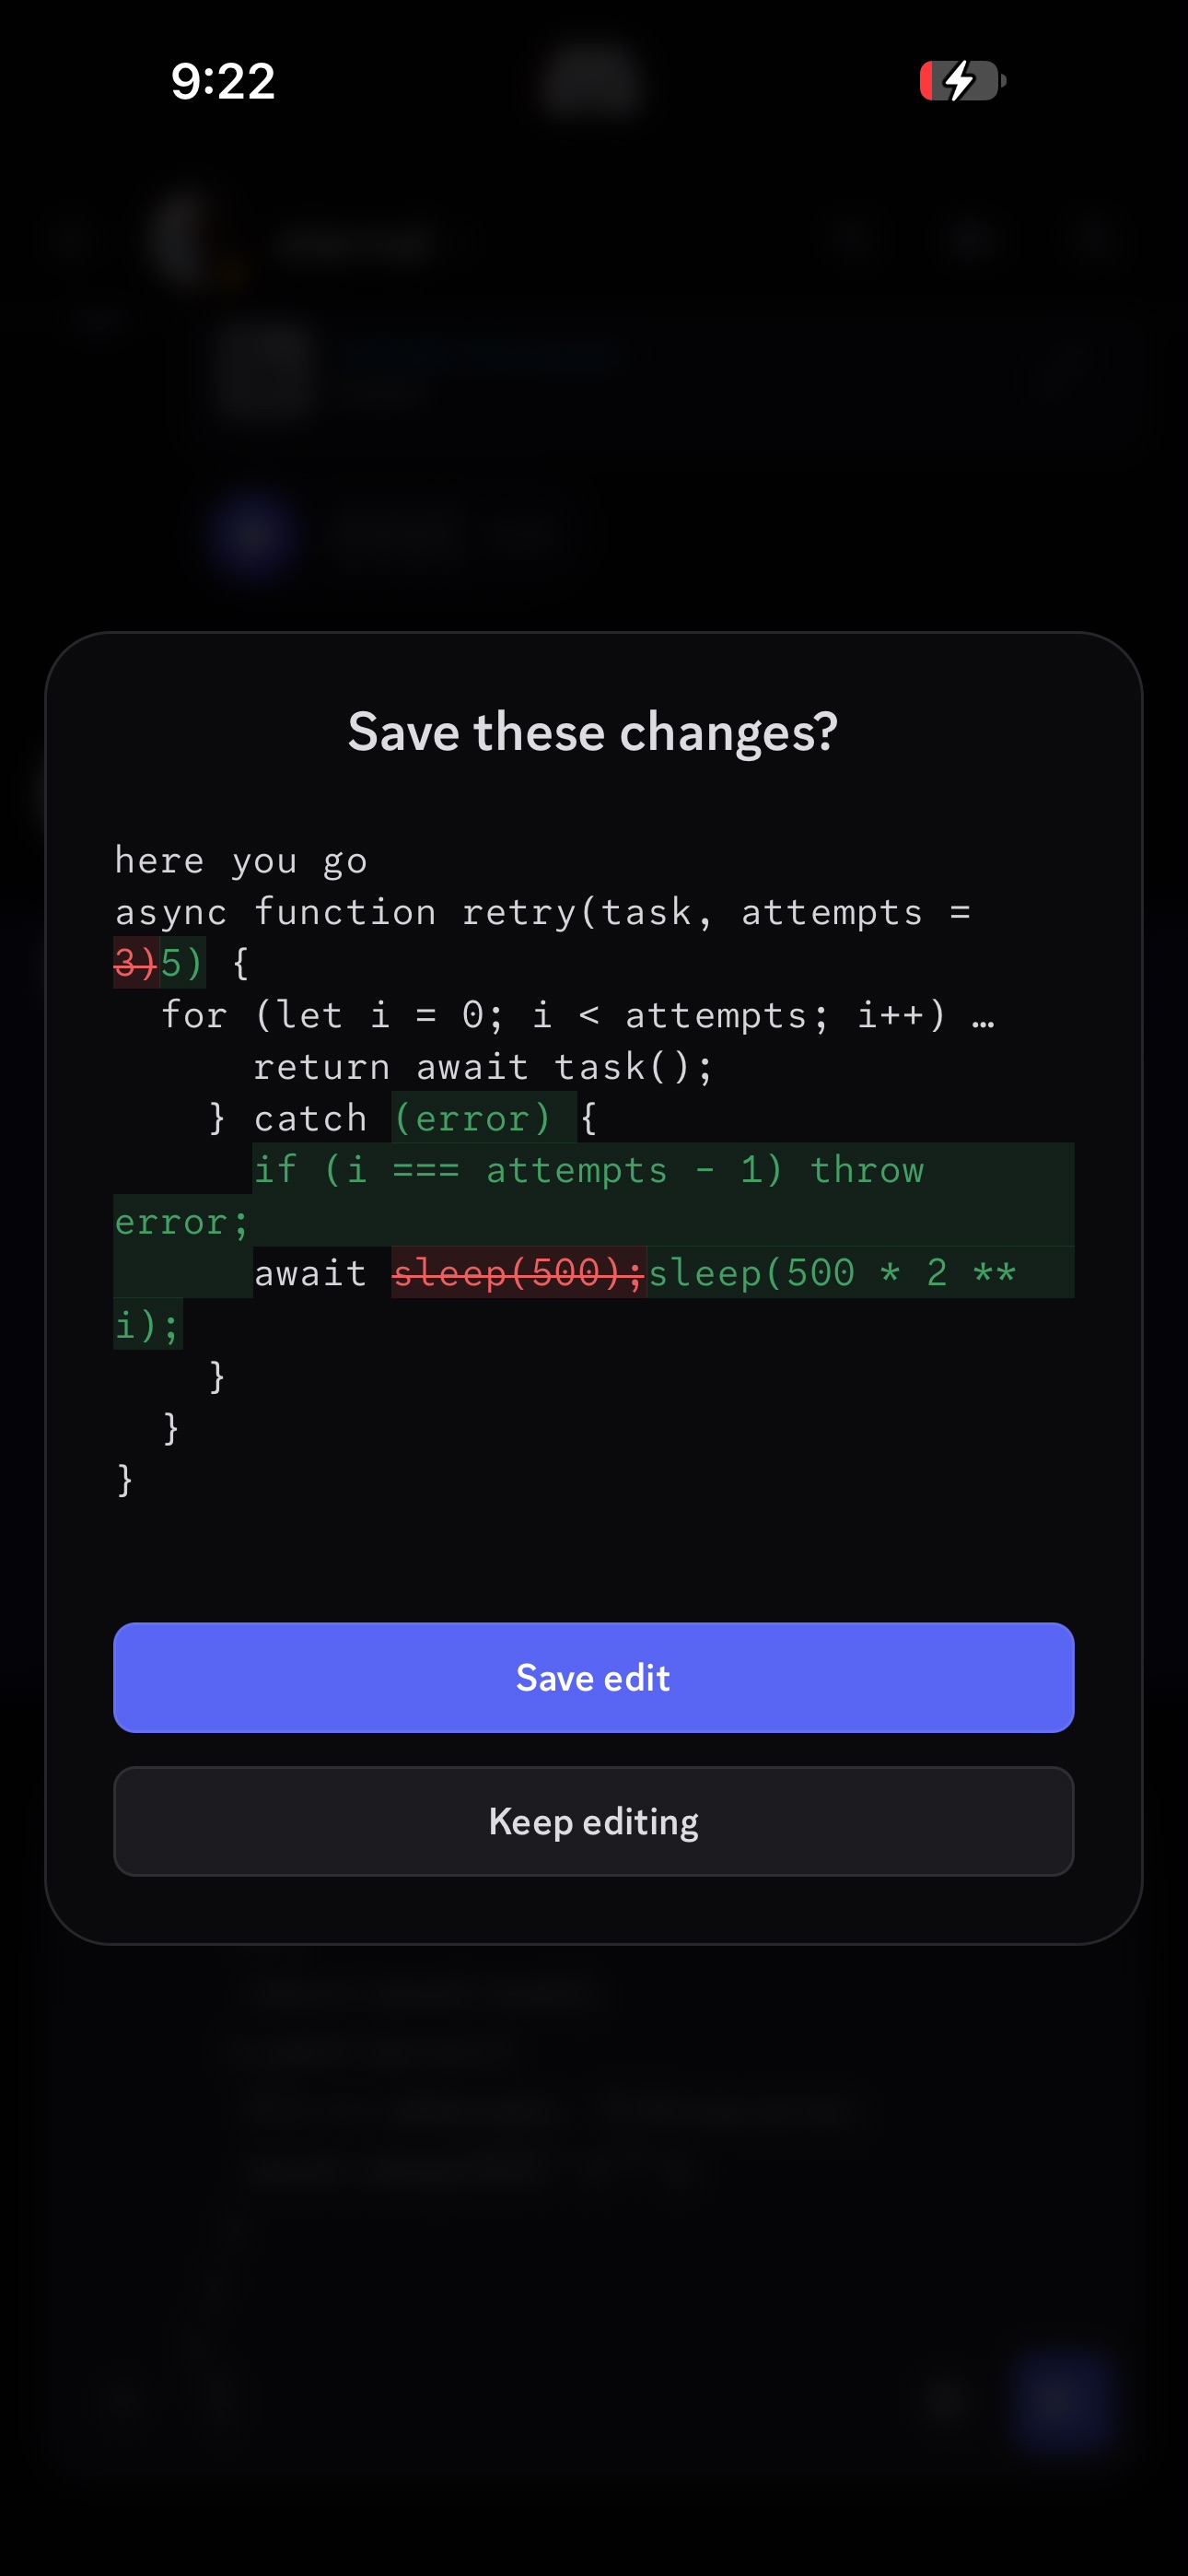 9:22
Save these changes?
here you go
async function retry(task, attempts =
3)5) {
  for (let i = 0; i < attempts; i++) …
      return await task();
    } catch (error) {
      if (i === attempts - 1) throw
error;
      await sleep(500);sleep(500 * 2 **
i);
    }
  }
}
Save edit
Keep editing